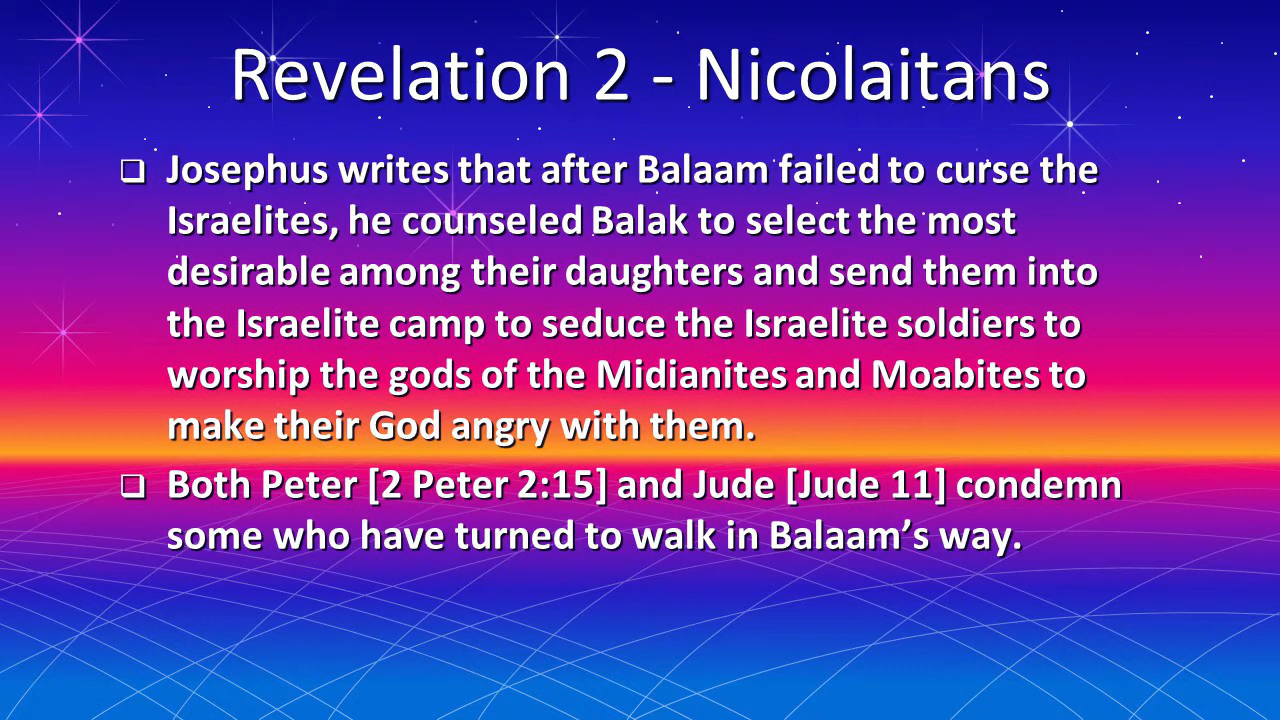 Revelation 2 - Nicolaitans
❑ Josephus writes that after Balaam failed to curse the
Israelites, he counseled Balak to select the most
desirable among their daughters and send them into
the Israelite camp to seduce the Israelite soldiers to
worship the gods of the Midianites and Moabites to
make their God angry with them.
❑ Both Peter [2 Peter 2:15] and Jude [Jude 11] condemn
some who have turned to walk in Balaam’s way.